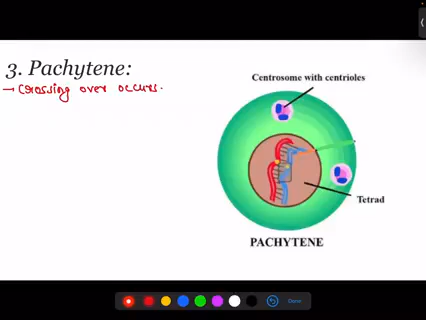 3. Pachytene:
→ Crossing over occurs.
Centrosome with centrioles
Tetrad
PACHYTENE
Done